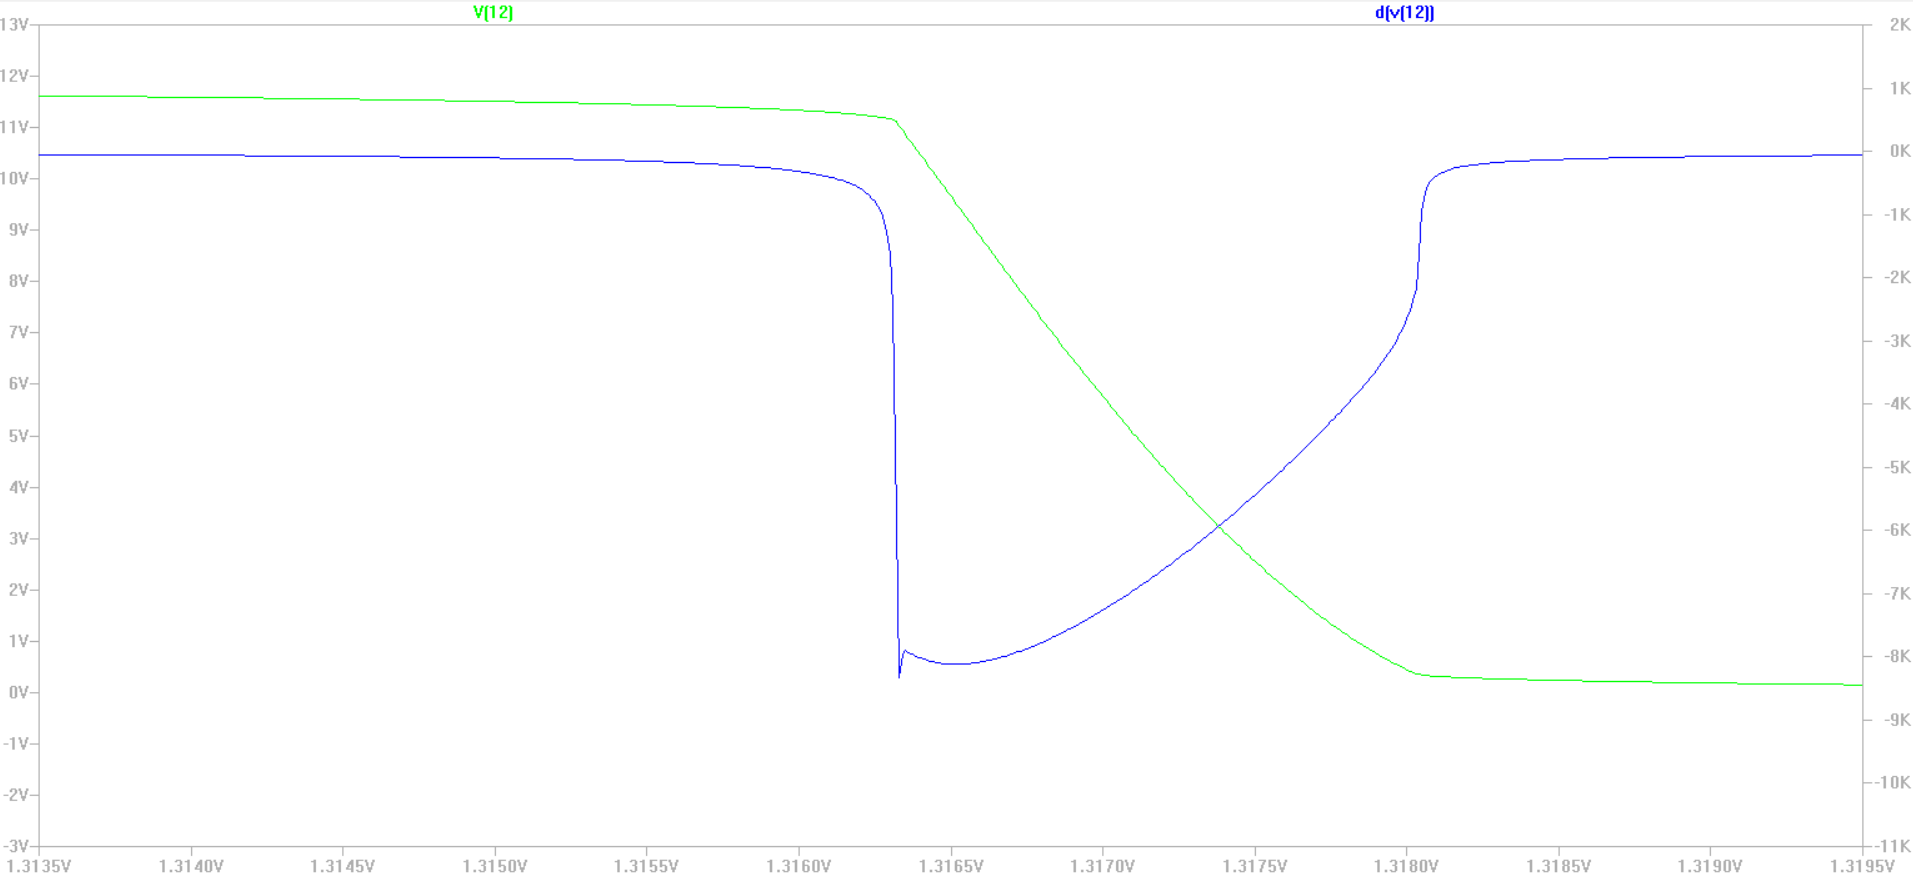 V(12) d(v(12))
13V 2K
12V 1K
11V 0K
10V -1K
9V -2K
8V -3K
7V -4K
6V -5K
5V -6K
4V -7K
3V -8K
2V -9K
1V -10K
0V -11K
-1V
-2V
-3V
1.3135V 1.3140V 1.3145V 1.3150V 1.3155V 1.3160V 1.3165V 1.3170V 1.3175V 1.3180V 1.3185V 1.3190V 1.3195V